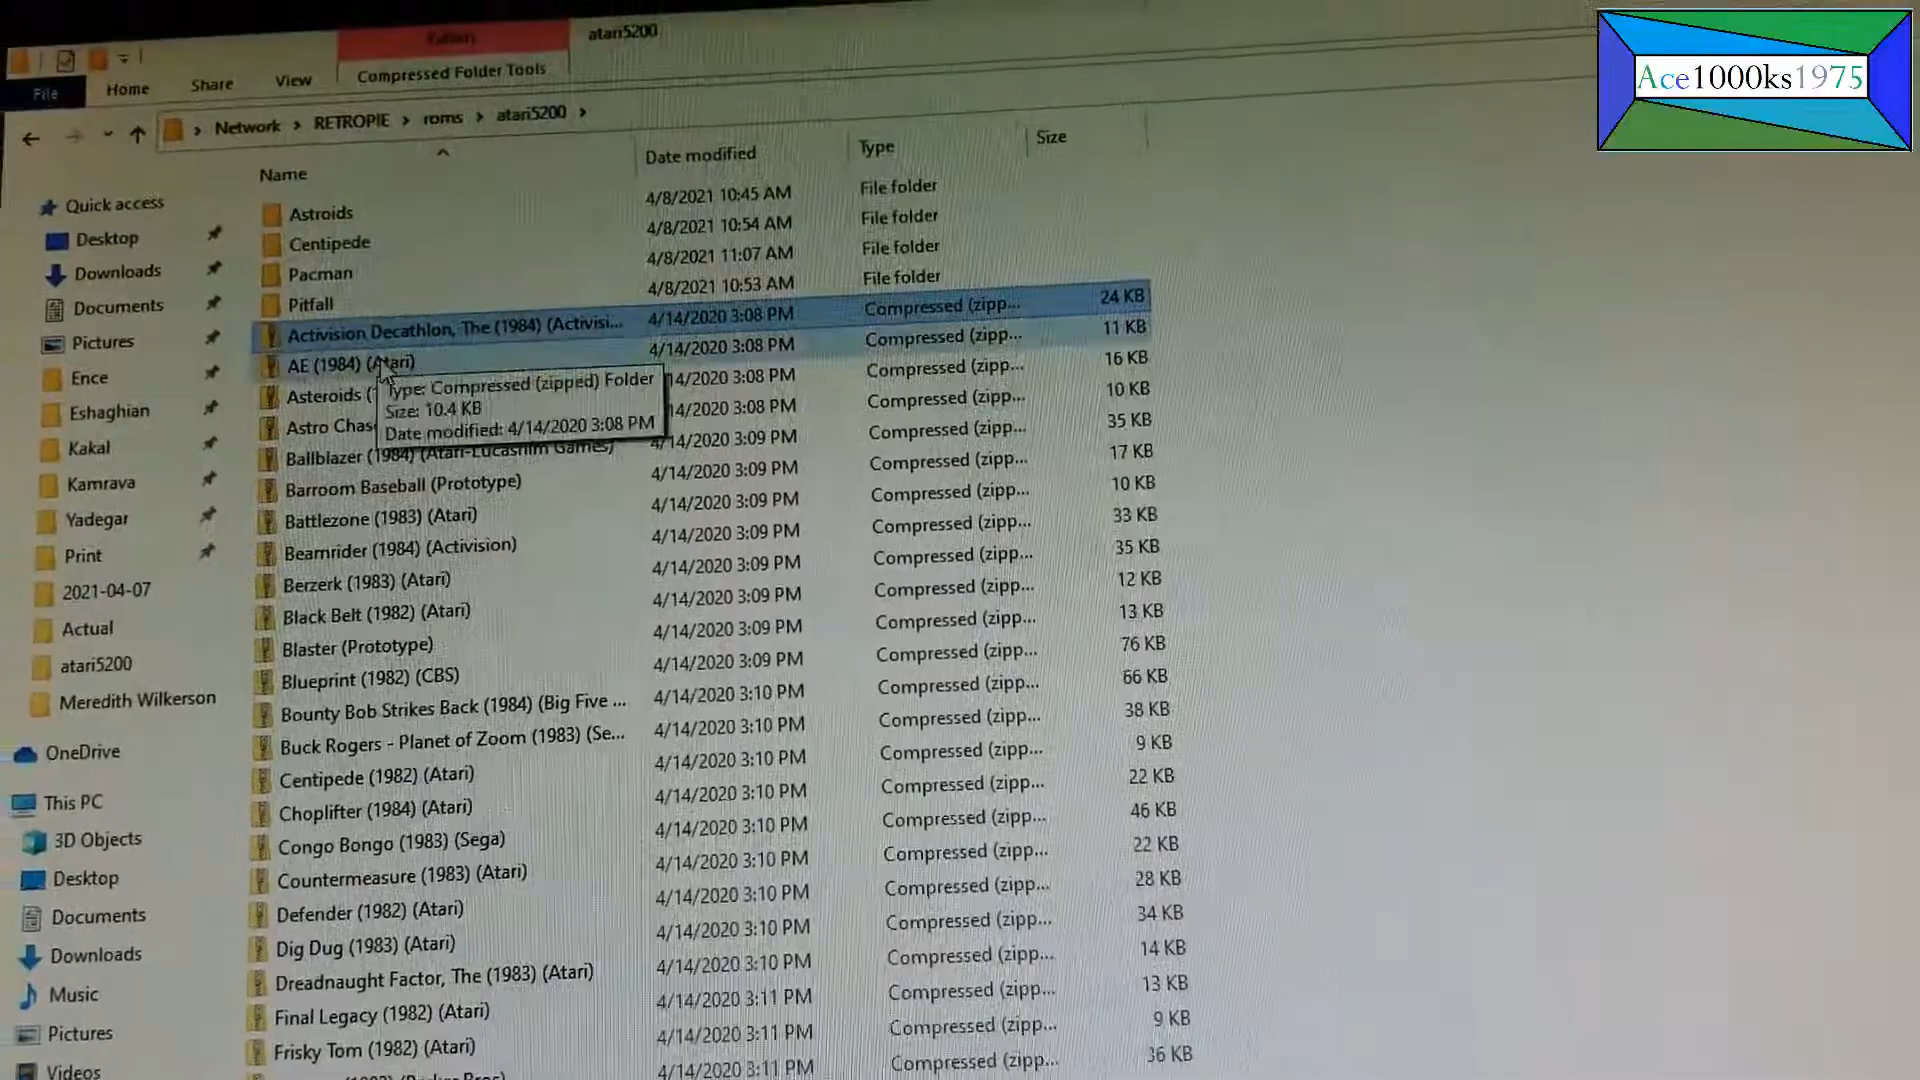 atari5200
Ace1000ks1975
File Home Share View Compressed Folder Tools
Network > RETROPIE > roms > atari5200 >
Name Date modified Type Size
Quick access
Desktop
Downloads
Documents
Pictures
Ence
Eshaghian
Kakal
Kamrava
Yadegar
Print
2021-04-07
Actual
atari5200
Meredith Wilkerson
OneDrive
This PC
3D Objects
Desktop
Documents
Downloads
Music
Pictures
Videos
Astroids 4/8/2021 10:45 AM File folder
Centipede 4/8/2021 10:54 AM File folder
Pacman 4/8/2021 11:07 AM File folder
Pitfall 4/8/2021 10:53 AM File folder
Activision Decathlon, The (1984) (Activisi... 4/14/2020 3:08 PM Compressed (zipp... 24 KB
AE (1984) (Atari) 4/14/2020 3:08 PM Compressed (zipp... 11 KB
Type: Compressed (zipped) Folder
Size: 10.4 KB
Date modified: 4/14/2020 3:08 PM
Asteroids ( 14/2020 3:08 PM Compressed (zipp... 16 KB
Astro Chas 14/2020 3:08 PM Compressed (zipp... 10 KB
Ballblazer (1984) (Atari-Lucasfilm Games) 4/14/2020 3:09 PM Compressed (zipp... 35 KB
Barroom Baseball (Prototype) 4/14/2020 3:09 PM Compressed (zipp... 17 KB
Battlezone (1983) (Atari) 4/14/2020 3:09 PM Compressed (zipp... 10 KB
Beamrider (1984) (Activision) 4/14/2020 3:09 PM Compressed (zipp... 33 KB
Berzerk (1983) (Atari) 4/14/2020 3:09 PM Compressed (zipp... 35 KB
Black Belt (1982) (Atari) 4/14/2020 3:09 PM Compressed (zipp... 12 KB
Blaster (Prototype) 4/14/2020 3:09 PM Compressed (zipp... 13 KB
Blueprint (1982) (CBS) 4/14/2020 3:09 PM Compressed (zipp... 76 KB
Bounty Bob Strikes Back (1984) (Big Five ... 4/14/2020 3:10 PM Compressed (zipp... 66 KB
Buck Rogers - Planet of Zoom (1983) (Se... 4/14/2020 3:10 PM Compressed (zipp... 38 KB
Centipede (1982) (Atari) 4/14/2020 3:10 PM Compressed (zipp... 9 KB
Choplifter (1984) (Atari) 4/14/2020 3:10 PM Compressed (zipp... 22 KB
Congo Bongo (1983) (Sega) 4/14/2020 3:10 PM Compressed (zipp... 46 KB
Countermeasure (1983) (Atari) 4/14/2020 3:10 PM Compressed (zipp... 22 KB
Defender (1982) (Atari) 4/14/2020 3:10 PM Compressed (zipp... 28 KB
Dig Dug (1983) (Atari) 4/14/2020 3:10 PM Compressed (zipp... 34 KB
Dreadnaught Factor, The (1983) (Atari) 4/14/2020 3:10 PM Compressed (zipp... 14 KB
Final Legacy (1982) (Atari) 4/14/2020 3:11 PM Compressed (zipp... 13 KB
Frisky Tom (1982) (Atari) 4/14/2020 3:11 PM Compressed (zipp... 9 KB
4/14/2020 3:11 PM Compressed (zipp... 36 KB